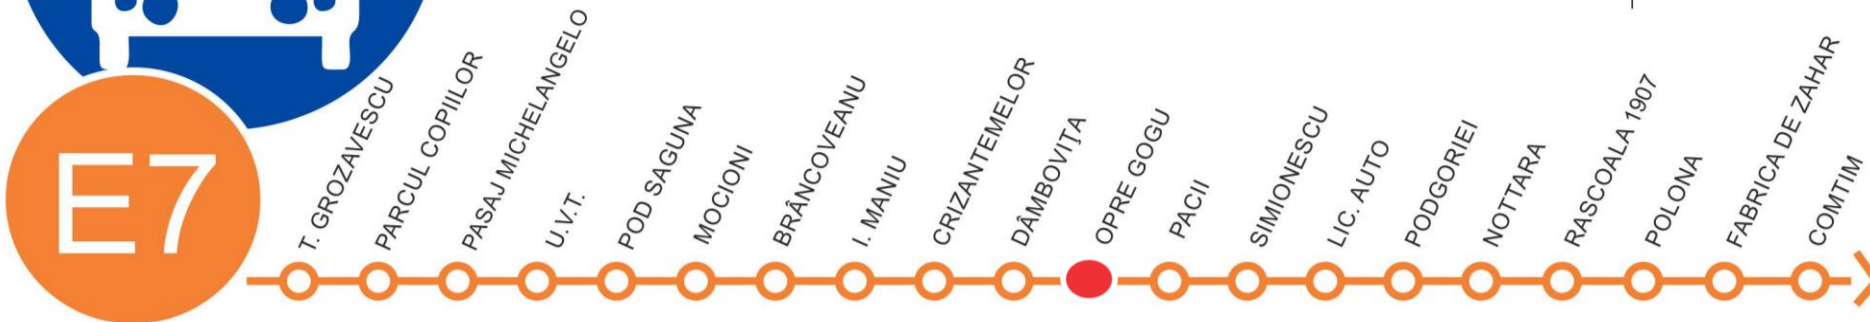 E7
T. GROZAVESCU
PARCUL COPIILOR
PASAJ MICHELANGELO
U.V.T.
POD SAGUNA
MOCIONI
BRÂNCOVEANU
I. MANIU
CRIZANTEMELOR
DÂMBOVIŢA
OPRE GOGU
PACII
SIMIONESCU
LIC. AUTO
PODGORIEI
NOTTARA
RASCOALA 1907
POLONA
FABRICA DE ZAHAR
COMTIM